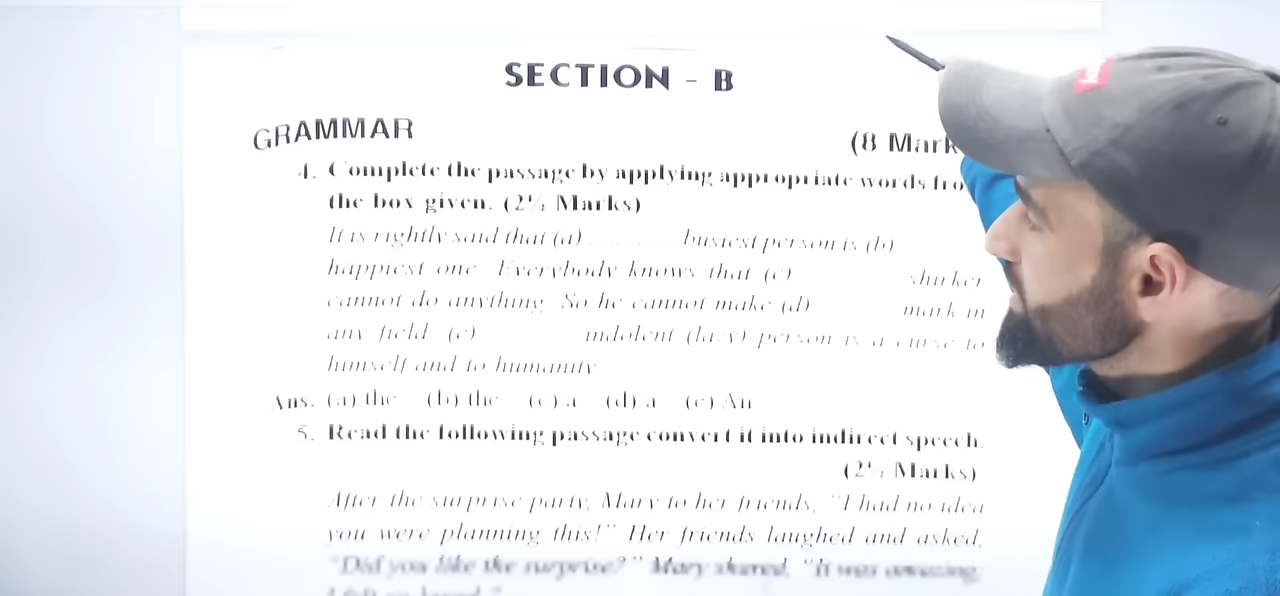 SECTION - B
GRAMMAR
(8 Mark
4. Complete the passage by applying appropriate words fro
the box given. (2½ Marks)
It is rightly said that (a) ............ busiest person is (b)
happiest one. Everybody knows that (c) shirker
cannot do anything. So he cannot make (d) mark in
any field. (e) indolent (lazy) person is a curse to
himself and to humanity.
Ans. (a) the (b) the (c) a (d) a (e) An
5. Read the following passage convert it into indirect speech.
(2½ Marks)
After the surprise party, Mary to her friends, "I had no idea
you were planning this!" Her friends laughed and asked,
"Did you like the surprise?" Mary shared, "It was amazing.